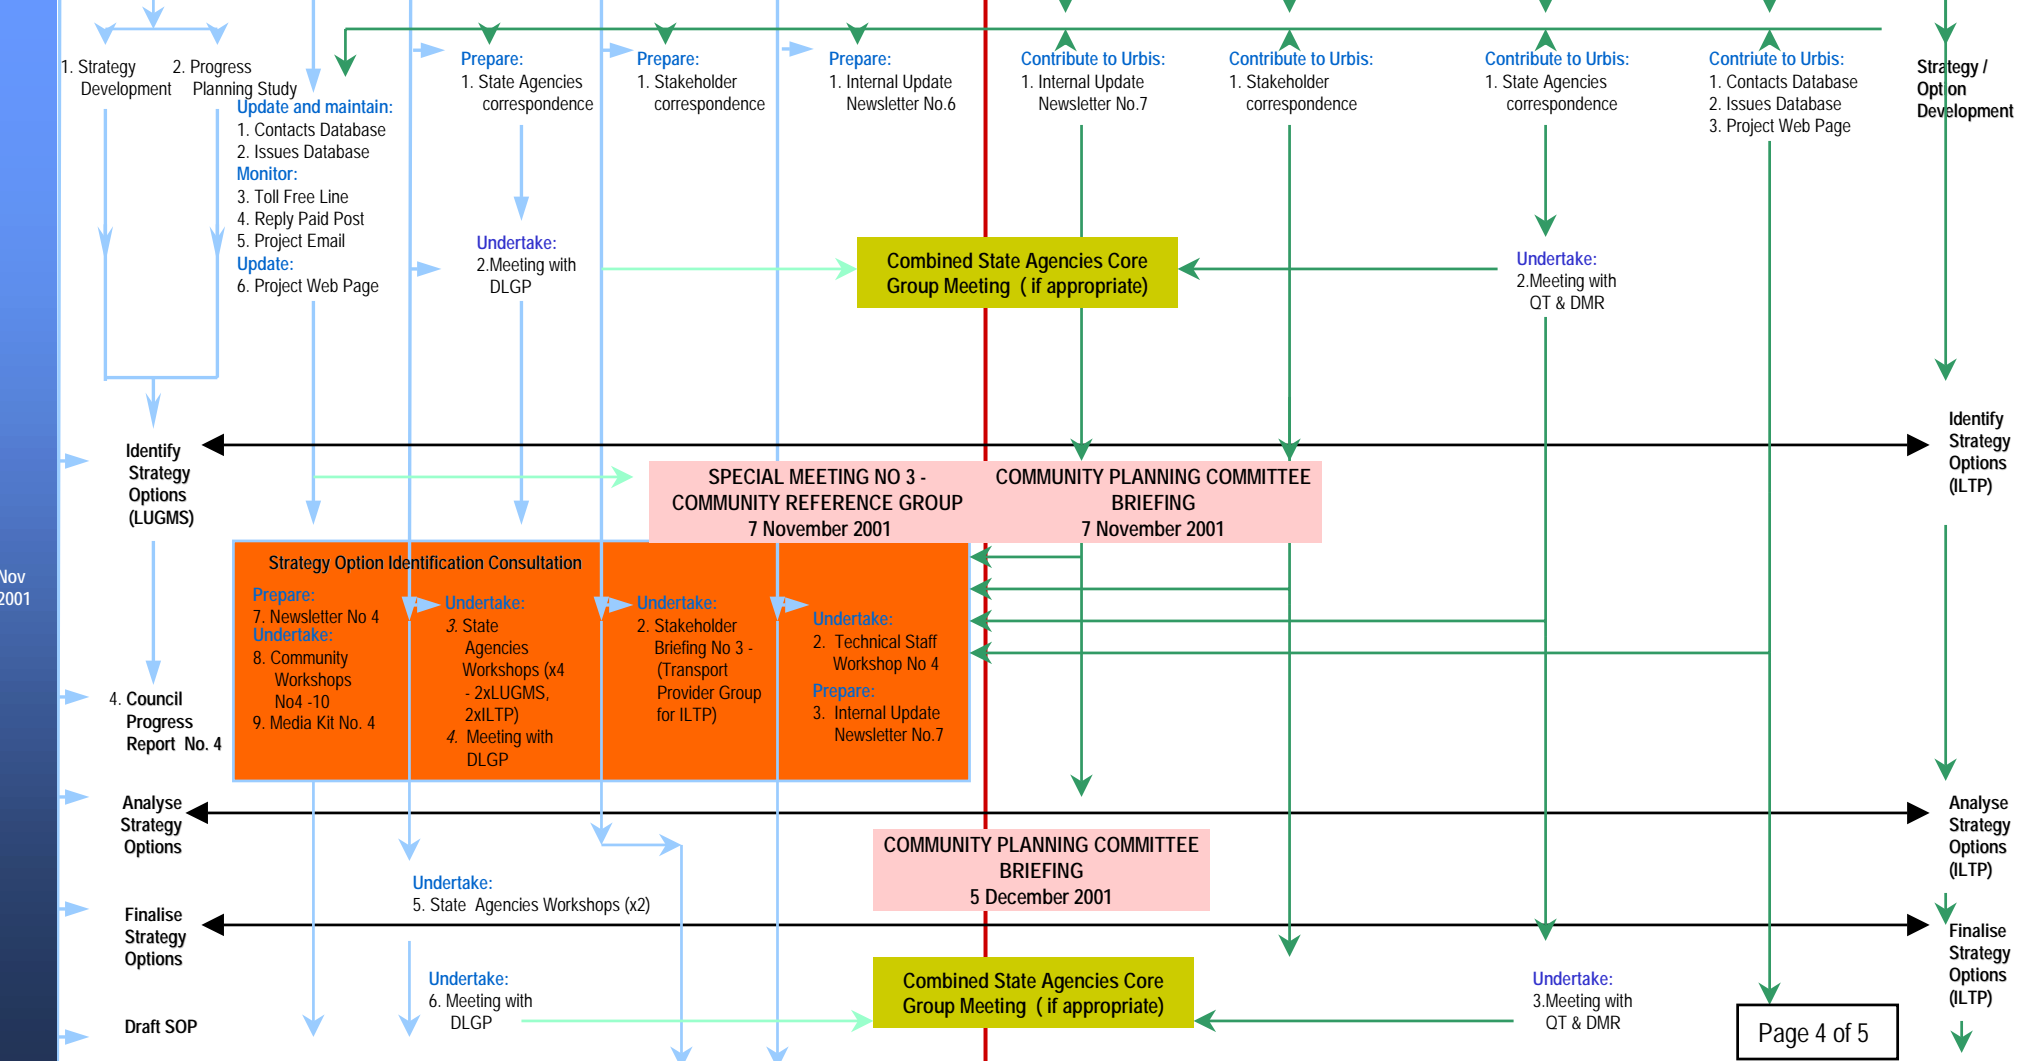 1. Strategy
Development
2. Progress
Planning Study
Update and maintain:
1. Contacts Database
2. Issues Database
Monitor:
3. Toll Free Line
4. Reply Paid Post
5. Project Email
Update:
6. Project Web Page
Prepare:
1. State Agencies
correspondence
Prepare:
1. Stakeholder
correspondence
Prepare:
1. Internal Update
Newsletter No.6
Contribute to Urbis:
1. Internal Update
Newsletter No.7
Contribute to Urbis:
1. Stakeholder
correspondence
Contribute to Urbis:
1. State Agencies
correspondence
Contriute to Urbis:
1. Contacts Database
2. Issues Database
3. Project Web Page
Strategy /
Option
Development
Undertake:
2.Meeting with
DLGP
Combined State Agencies Core
Group Meeting ( if appropriate)
Undertake:
2.Meeting with
QT & DMR
Identify
Strategy
Options
(LUGMS)
Identify
Strategy
Options
(ILTP)
SPECIAL MEETING NO 3 -
COMMUNITY REFERENCE GROUP
7 November 2001
COMMUNITY PLANNING COMMITTEE
BRIEFING
7 November 2001
Nov
2001
Strategy Option Identification Consultation
Prepare:
7. Newsletter No 4
Undertake:
8. Community
Workshops
No4 -10
9. Media Kit No. 4
Undertake:
3. State
Agencies
Workshops (x4
- 2xLUGMS,
2xILTP)
4. Meeting with
DLGP
Undertake:
2. Stakeholder
Briefing No 3 -
(Transport
Provider Group
for ILTP)
Undertake:
2. Technical Staff
Workshop No 4
Prepare:
3. Internal Update
Newsletter No.7
4. Council
Progress
Report No. 4
Analyse
Strategy
Options
Analyse
Strategy
Options
(ILTP)
COMMUNITY PLANNING COMMITTEE
BRIEFING
5 December 2001
Undertake:
5. State Agencies Workshops (x2)
Finalise
Strategy
Options
Finalise
Strategy
Options
(ILTP)
Undertake:
6. Meeting with
DLGP
Combined State Agencies Core
Group Meeting ( if appropriate)
Undertake:
3.Meeting with
QT & DMR
Draft SOP
Page 4 of 5